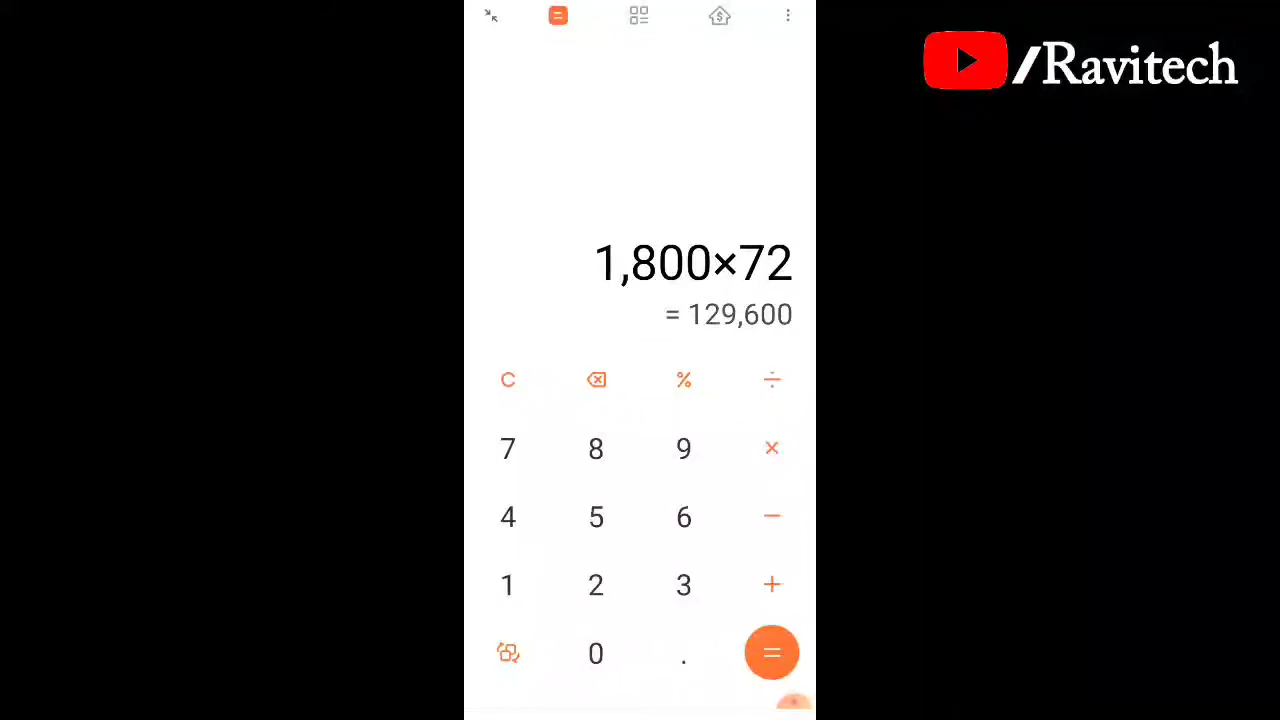 /Ravitech
1,800×72
= 129,600
C % ÷
7 8 9 ×
4 5 6 −
1 2 3 +
0 . =